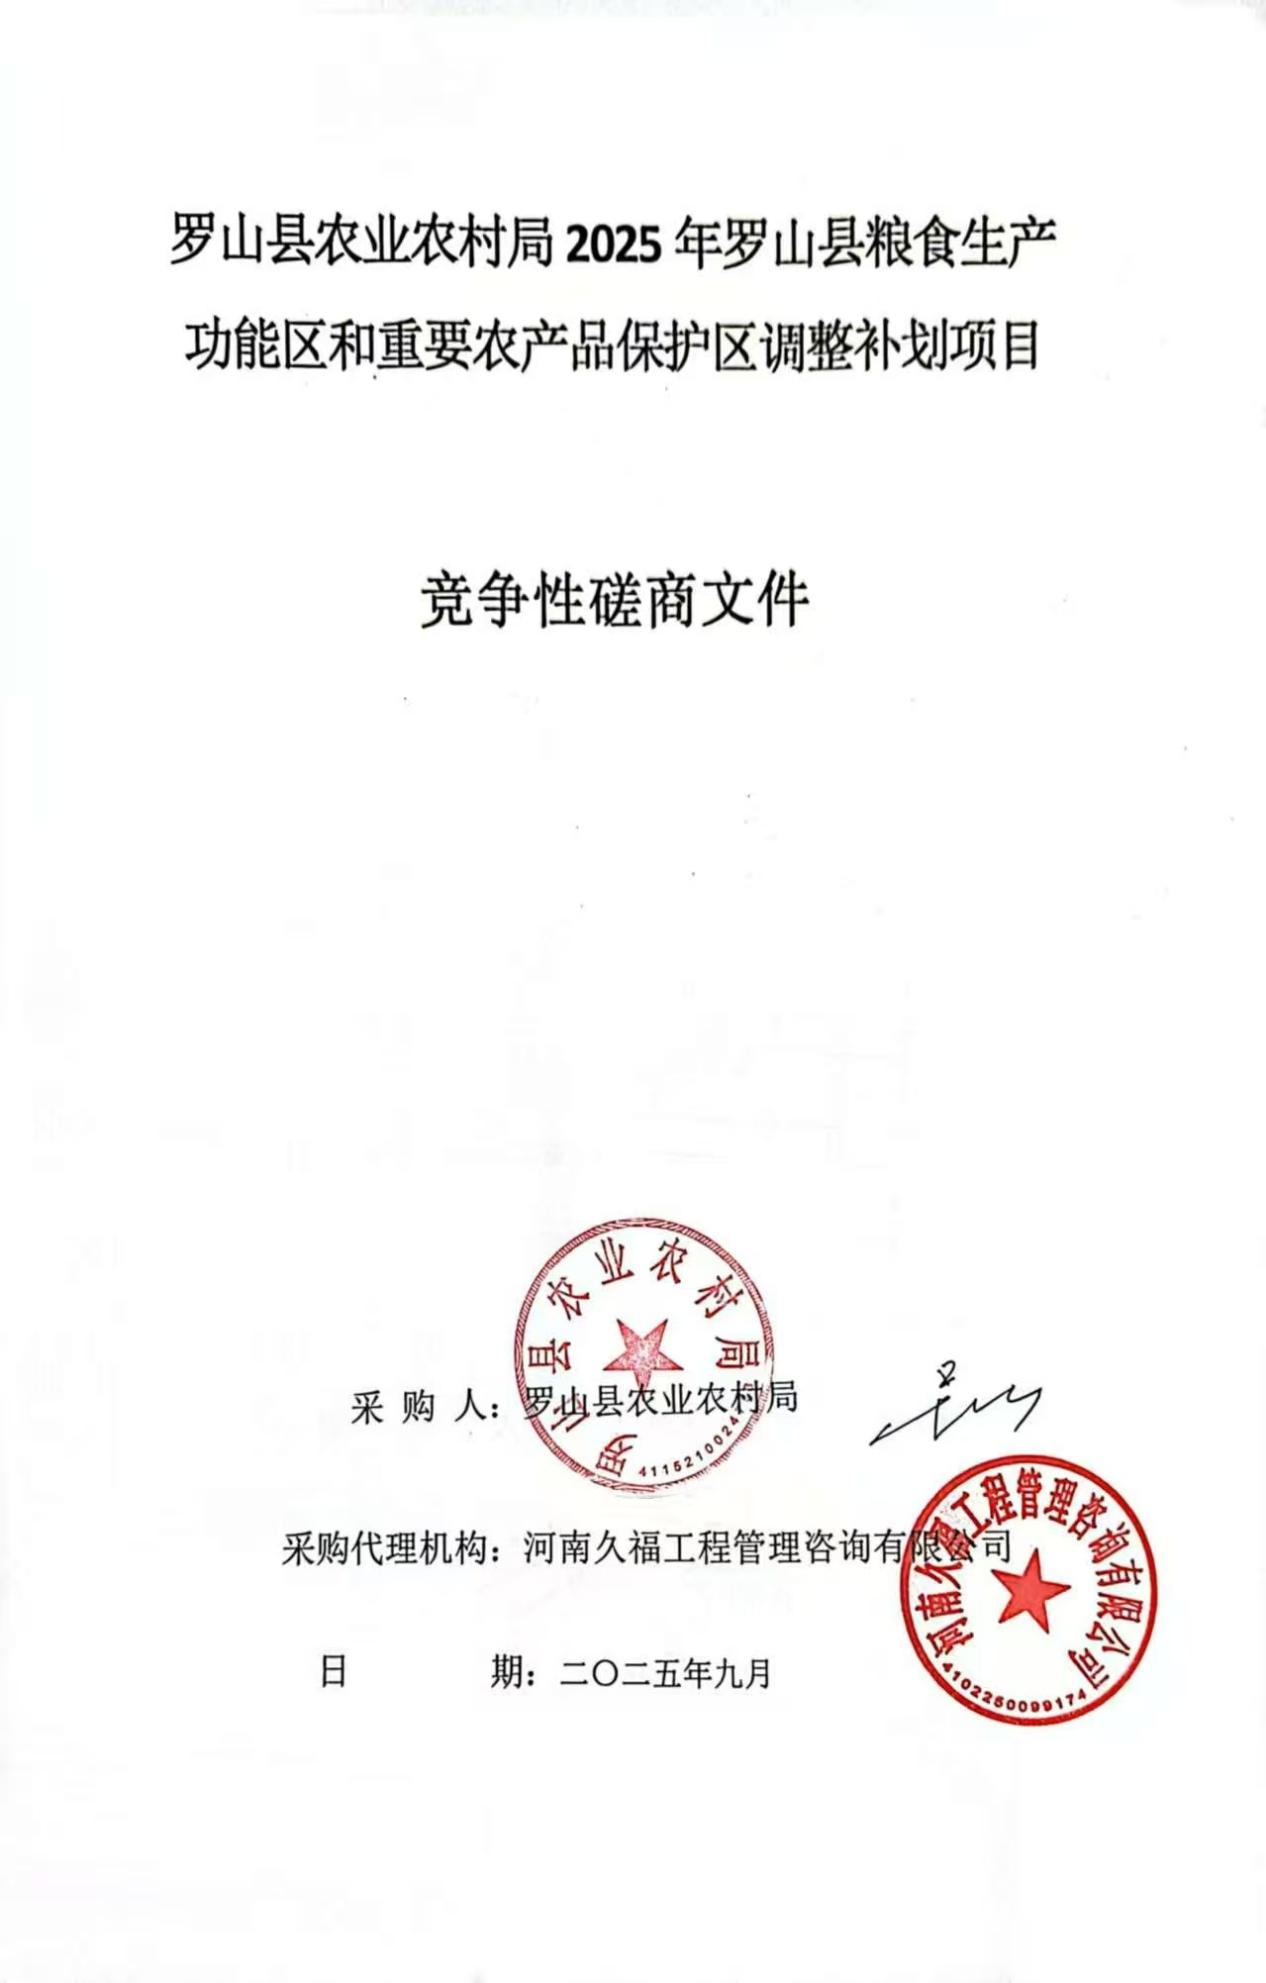 罗山县农业农村局 2025 年罗山县粮食生产
功能区和重要农产品保护区调整补划项目
竞争性磋商文件
罗山县农业农村局
采 购 人：罗山县农业农村局
采购代理机构：河南久福工程管理咨询有限公司
河南久福工程管理咨询有限公司
4102250099174
日 期：二〇二五年九月